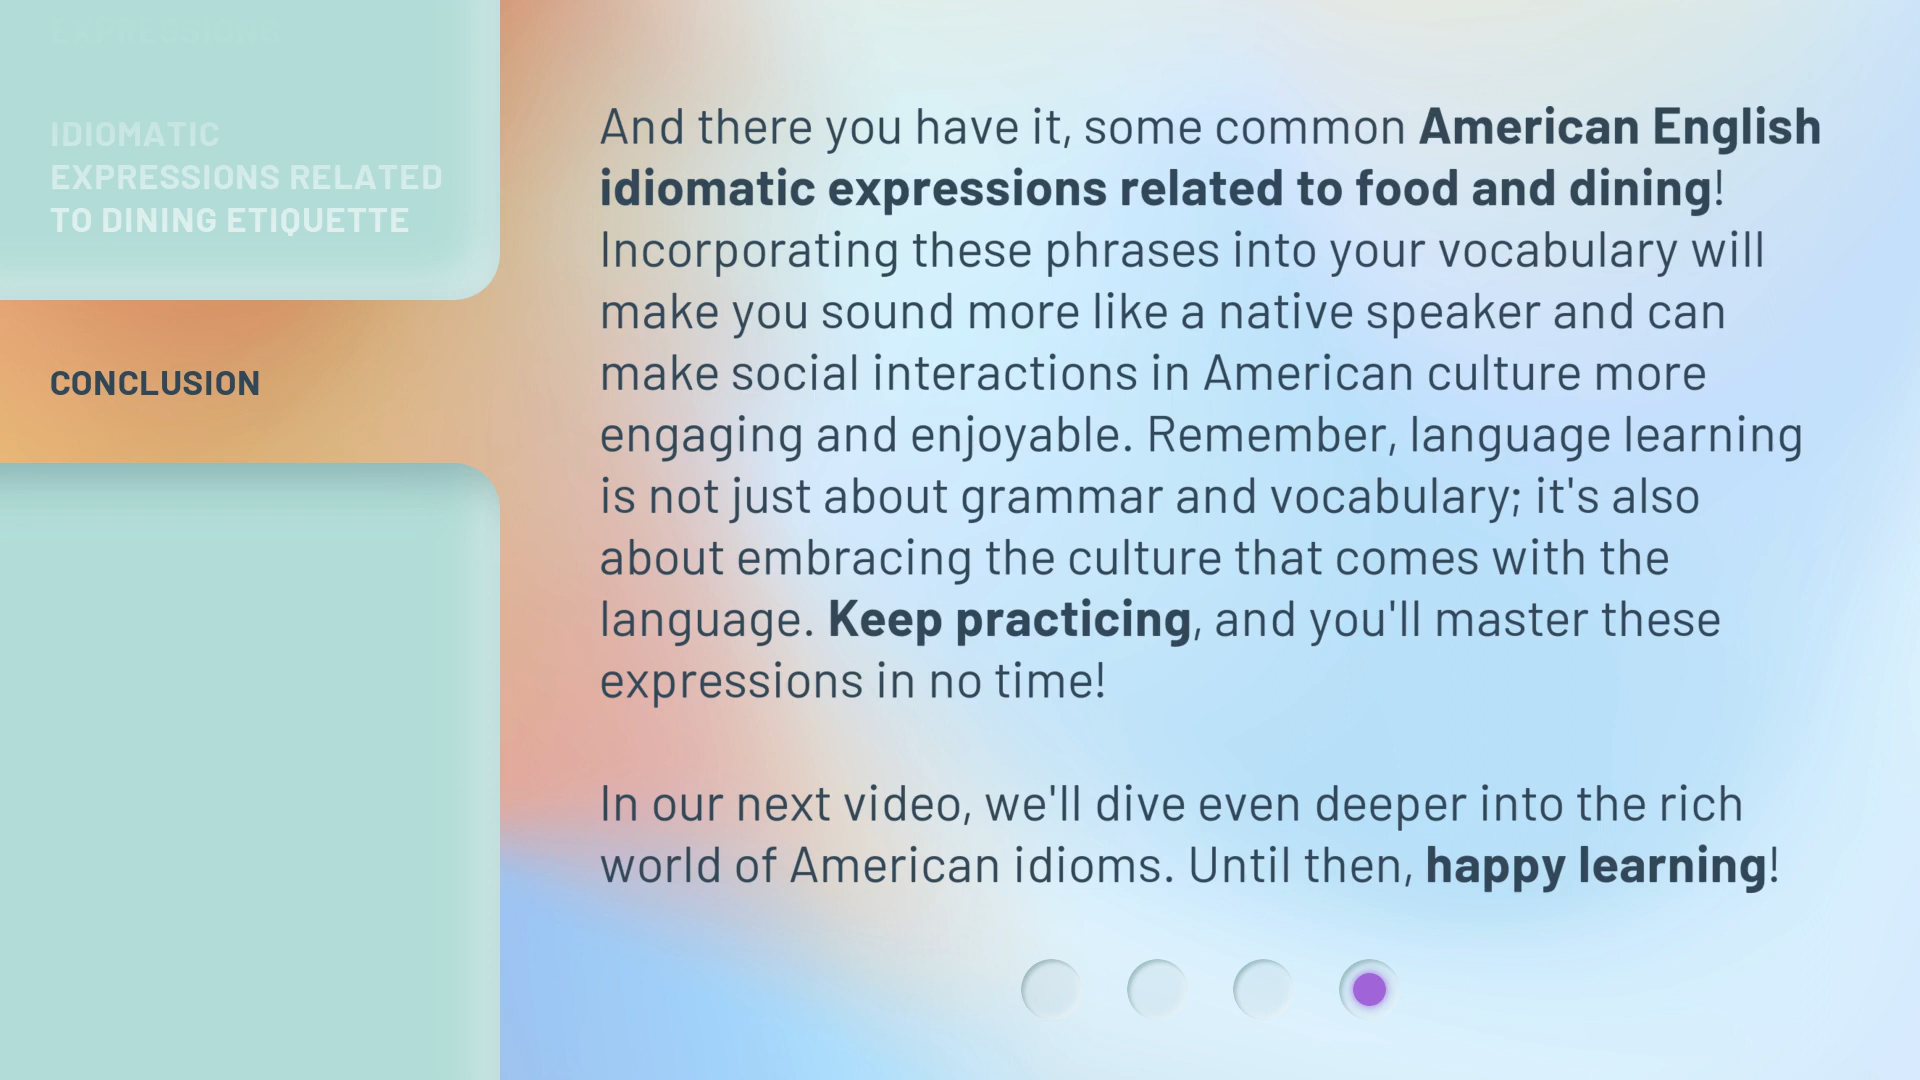 IDIOMATIC
EXPRESSIONS RELATED
TO DINING ETIQUETTE
CONCLUSION
And there you have it, some common American English
idiomatic expressions related to food and dining!
Incorporating these phrases into your vocabulary will
make you sound more like a native speaker and can
make social interactions in American culture more
engaging and enjoyable. Remember, language learning
is not just about grammar and vocabulary; it's also
about embracing the culture that comes with the
language. Keep practicing, and you'll master these
expressions in no time!
In our next video, we'll dive even deeper into the rich
world of American idioms. Until then, happy learning!